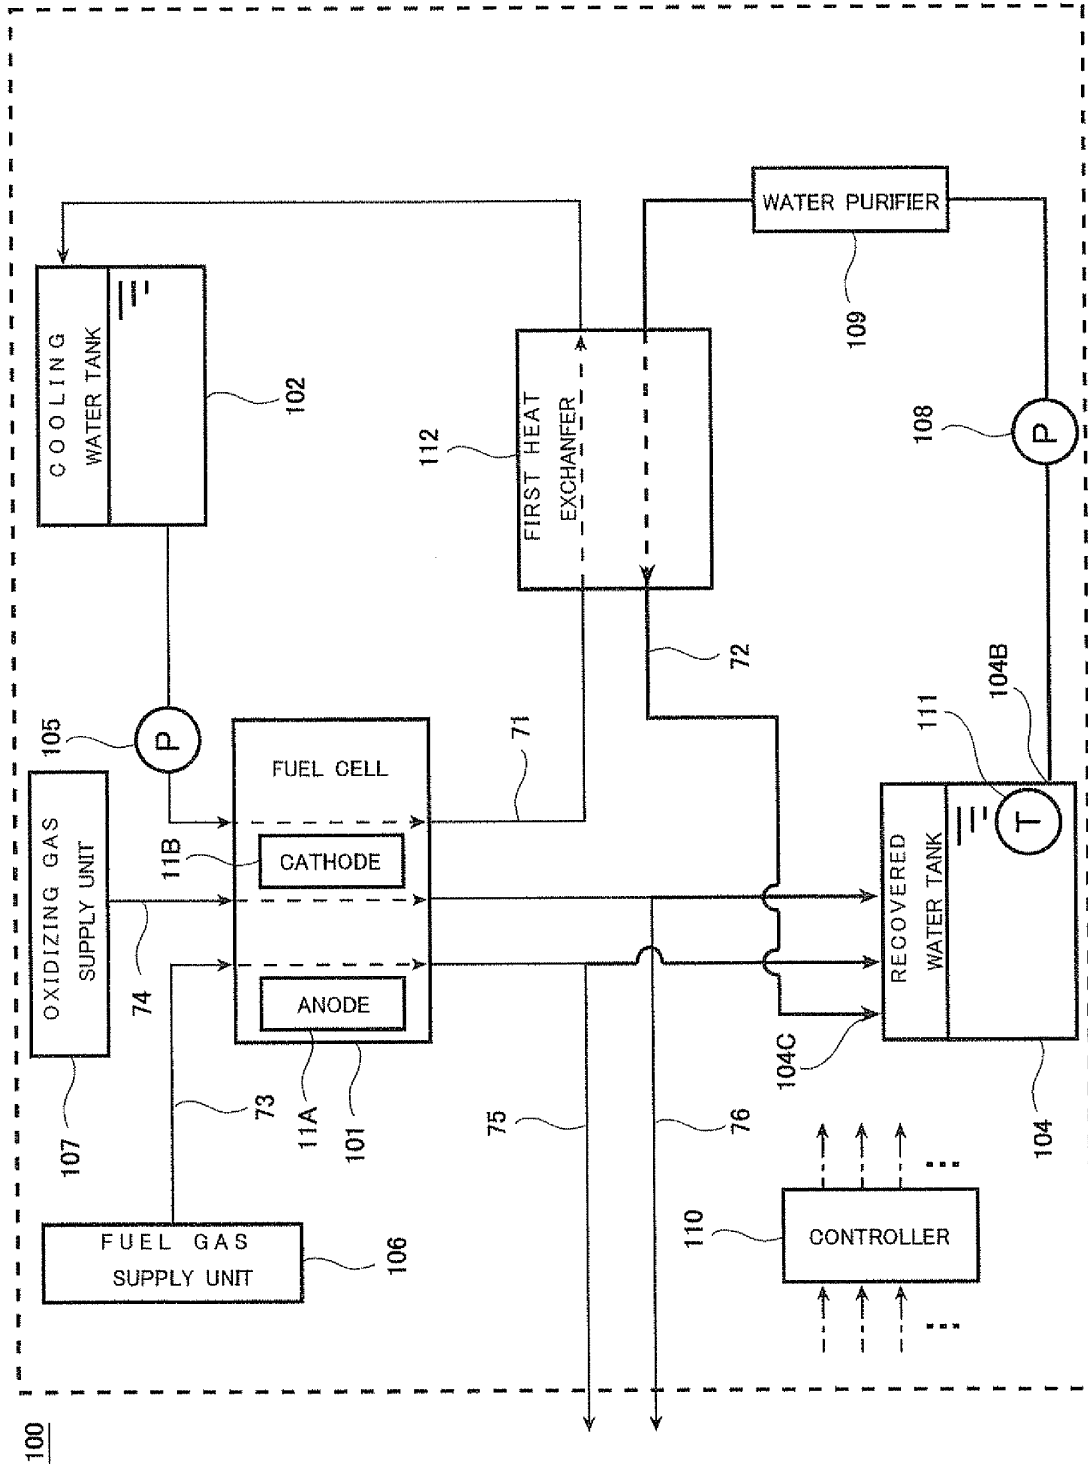 100
FUEL GAS
SUPPLY UNIT
106
OXIDIZING GAS
SUPPLY UNIT
107
73
74
105
P
COOLING
WATER TANK
102
FUEL CELL
11B
CATHODE
ANODE
11A
101
71
112
FIRST HEAT
EXCHANFER
72
WATER PURIFIER
109
108
P
75
76
110
CONTROLLER
104C
RECOVERED
WATER TANK
T
111
104B
104